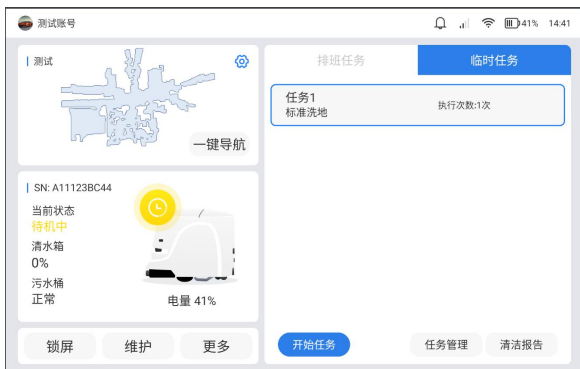 测试账号
41% 14:41
测试
一键导航
SN: A11123BC44
当前状态
待机中
清水箱
0%
污水桶
正常
电量 41%
锁屏 维护 更多
排班任务 临时任务
任务1
标准洗地
执行次数:1次
开始任务 任务管理 清洁报告